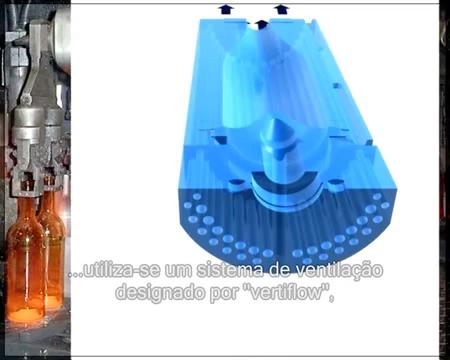 ...utiliza-se um sistema de ventilação
designado por "vertiflow",